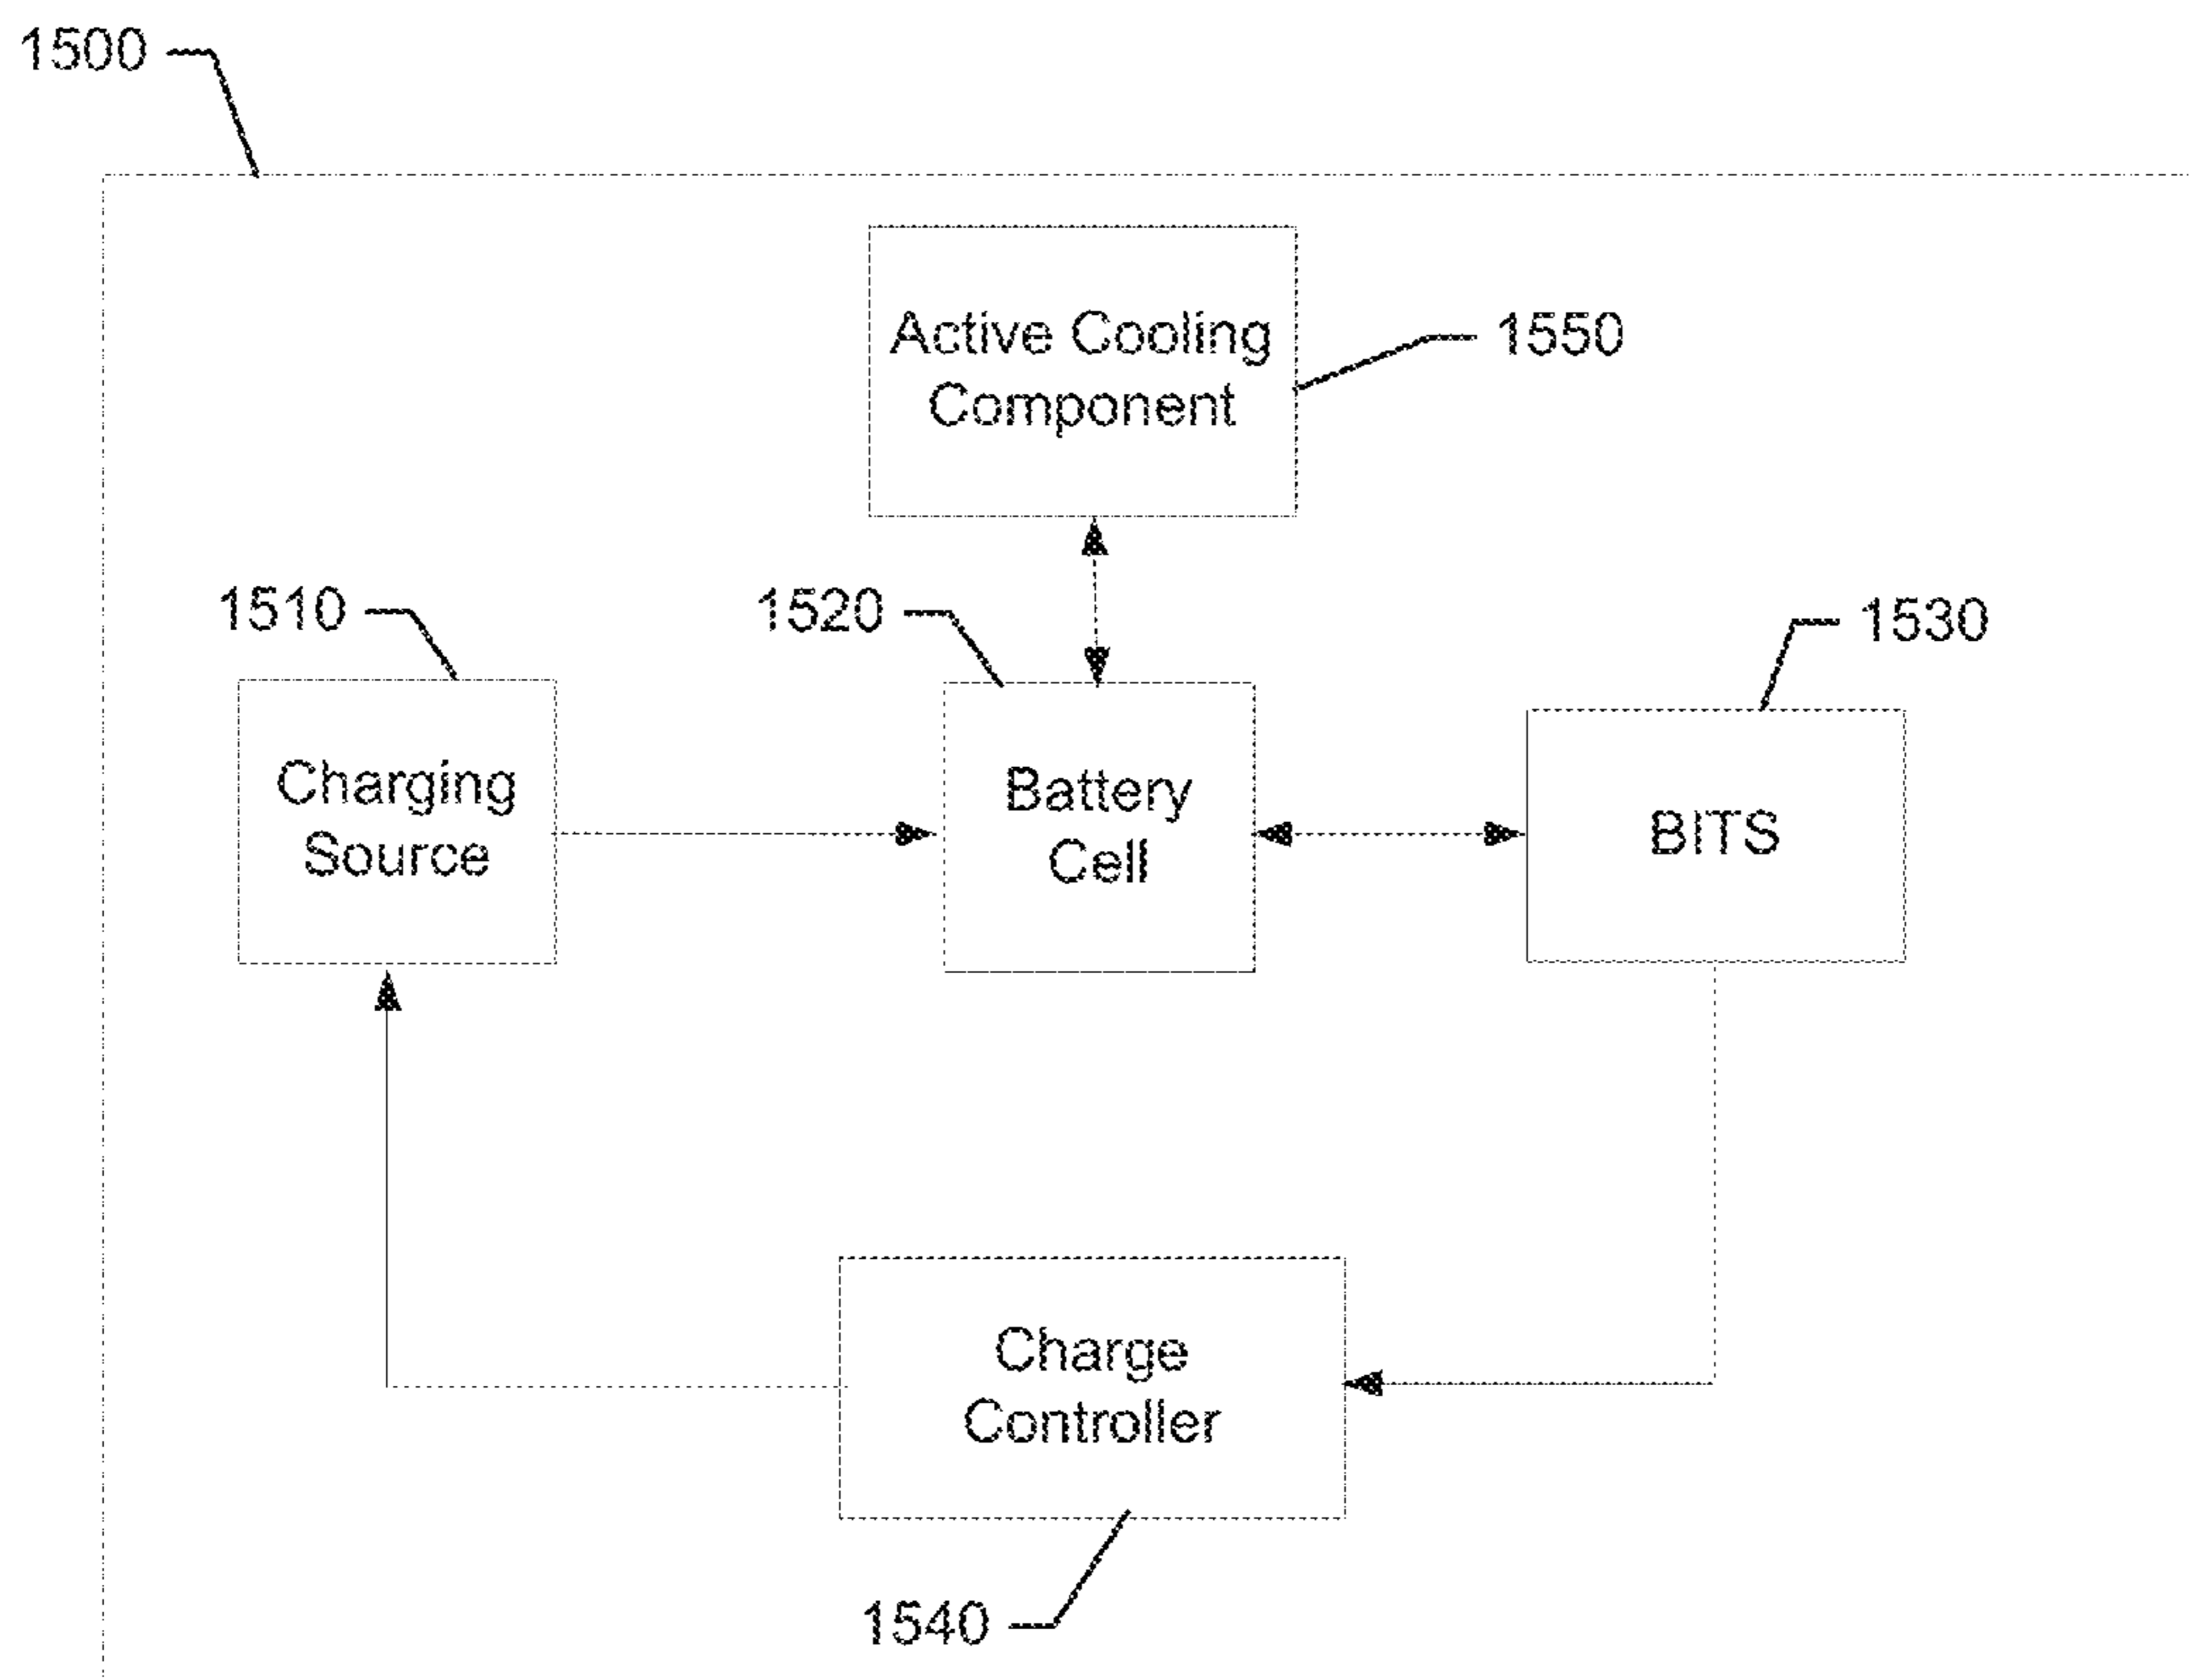 1500
Active Cooling
Component
1550
1510
1520
1530
Charging
Source
Battery
Cell
BITS
Charge
Controller
1540